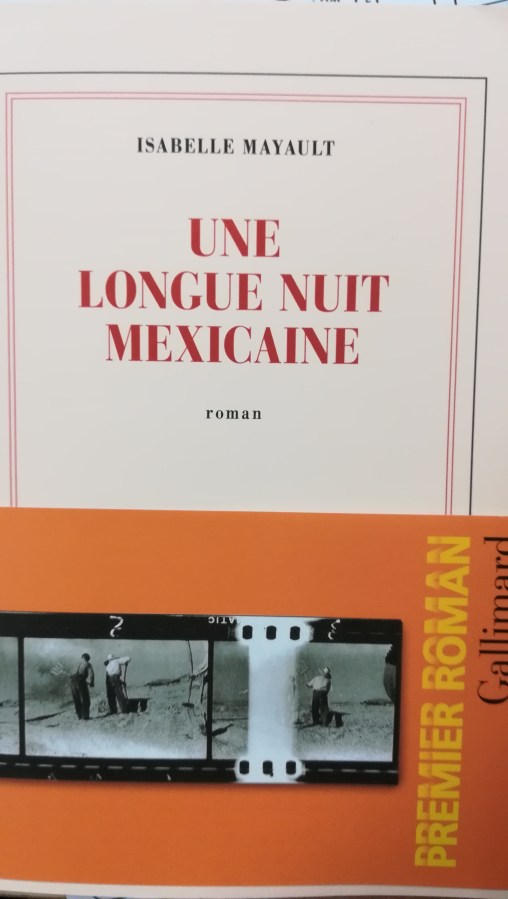 ISABELLE MAYAULT
UNE
LONGUE NUIT
MEXICAINE
roman
PREMIER ROMAN
Gallimard